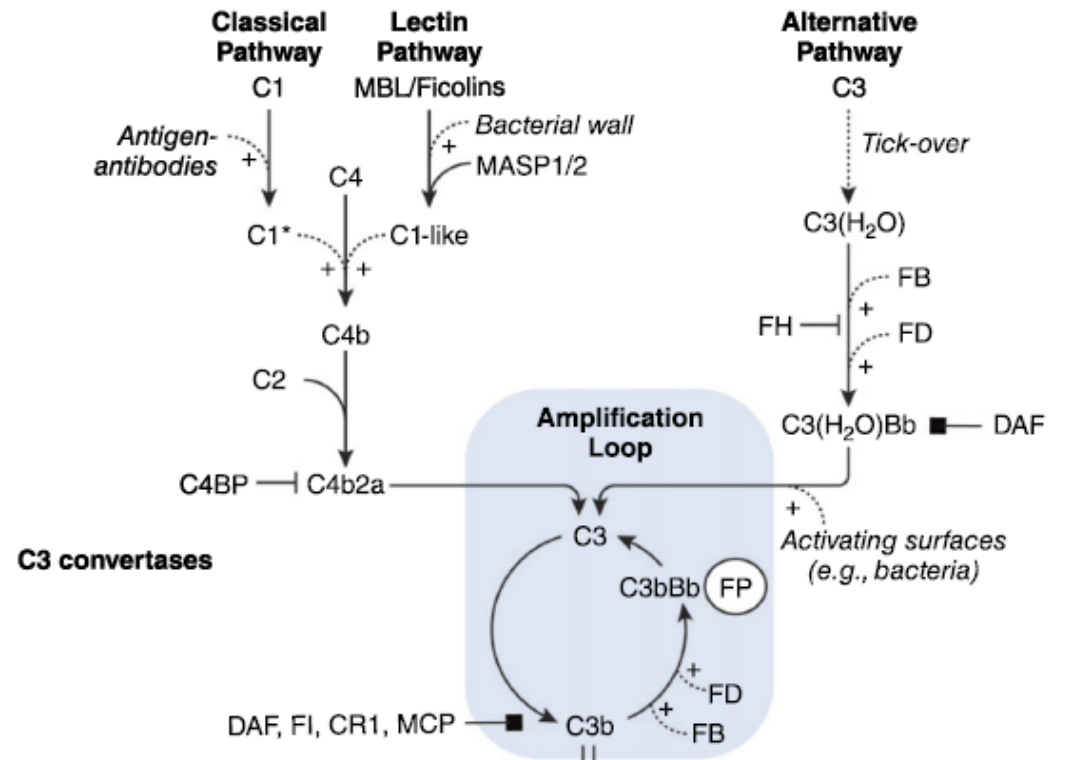 Classical
Pathway
Lectin
Pathway
Alternative
Pathway
C1
MBL/Ficolins
C3
Antigen-
antibodies
+
Bacterial wall
+
MASP1/2
Tick-over
C4
C1*
C1-like
+ +
C3(H₂O)
FB
+
FH
FD
+
C4b
C2
C3(H₂O)Bb
DAF
C4BP
C4b2a
Amplification
Loop
+
Activating surfaces
(e.g., bacteria)
C3 convertases
C3
C3bBb
FP
+
FD
+
FB
DAF, FI, CR1, MCP
C3b